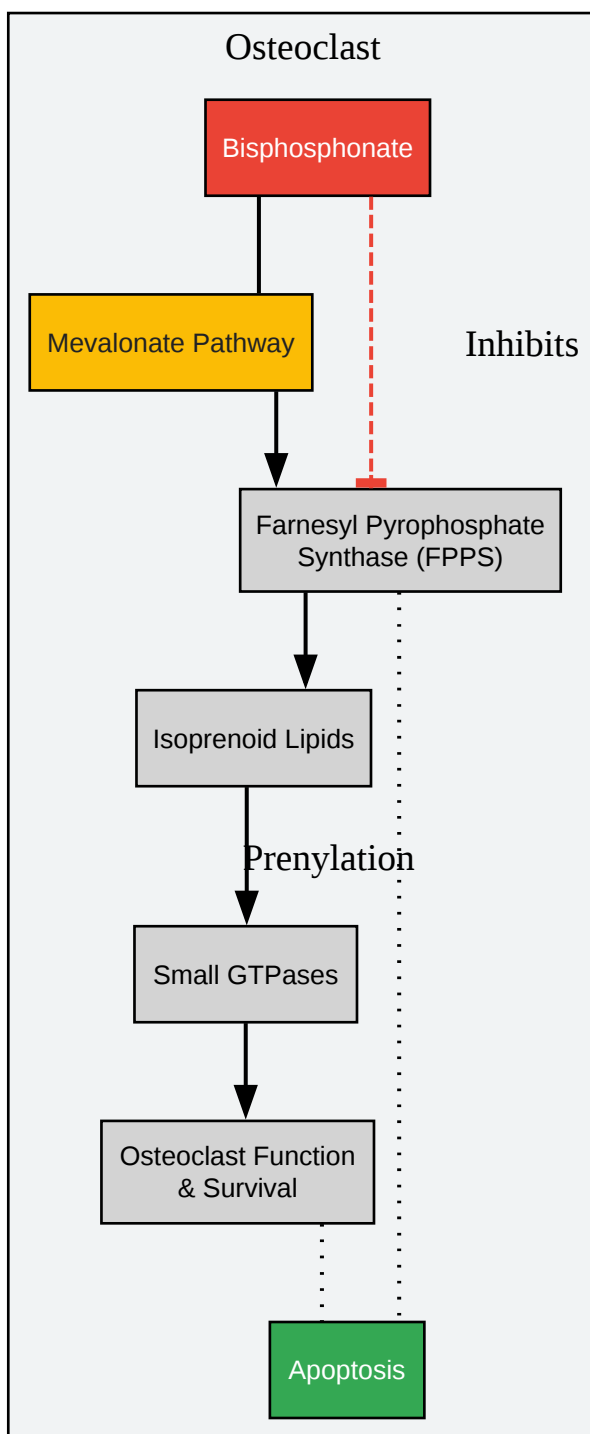 Osteoclast
Bisphosphonate
Mevalonate Pathway
Inhibits
Farnesyl Pyrophosphate
Synthase (FPPS)
Isoprenoid Lipids
Prenylation
Small GTPases
Osteoclast Function
& Survival
Apoptosis